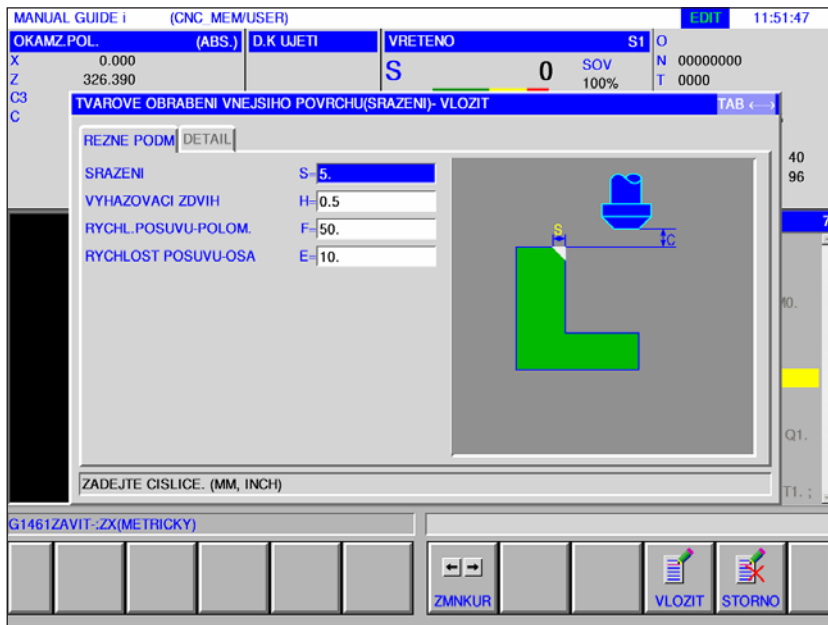 MANUAL GUIDE i (CNC_MEM/USER) EDIT 11:51:47
OKAMZ.POL. (ABS.) D.K UJETI VRETENO S1 O
X 0.000 S 0 SOV N 00000000
Z 326.390 100% T 0000
C3
C
TVAROVE OBRABENI VNEJSIHO POVRCHU(SRAZENI)- VLOZIT TAB ←→
REZNE PODM DETAIL
40
96
SRAZENI S=5.
VYHAZOVACI ZDVIH H=0.5
RYCHL.POSUVU-POLOM. F=50.
RYCHLOST POSUVU-OSA E=10.
S
C
7
M0.
Q1.
ZADEJTE CISLICE. (MM, INCH)
T1. ;
G1461ZAVIT-:ZX(METRICKY)
ZMNKUR VLOZIT STORNO